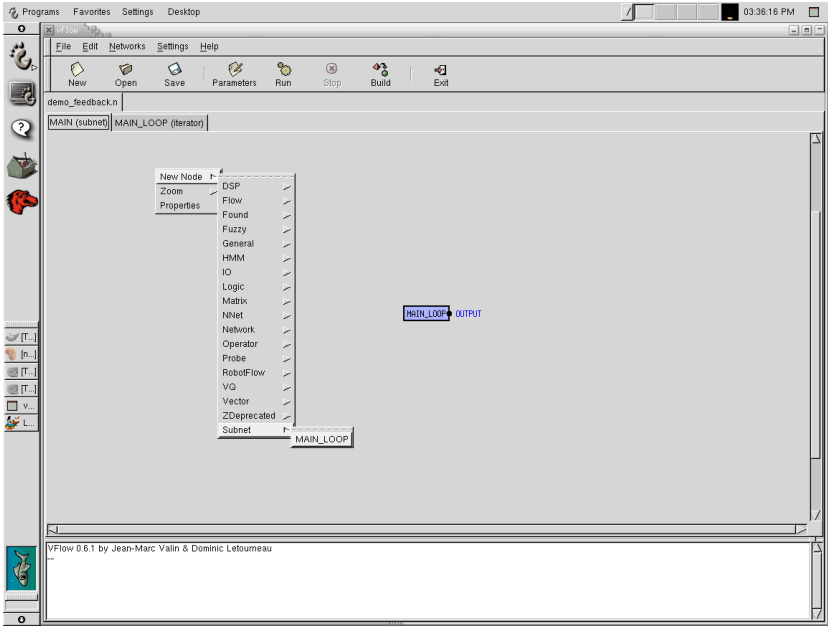 Programs Favorites Settings Desktop
03:36:16 PM
vflow
File Edit Networks Settings Help
New Open Save Parameters Run Stop Build Exit
demo_feedback.n
MAIN (subnet) MAIN_LOOP (iterator)
New Node
Zoom
Properties
DSP
Flow
Found
Fuzzy
General
HMM
IO
Logic
Matrix
NNet
Network
Operator
Probe
RobotFlow
VQ
Vector
ZDeprecated
Subnet
MAIN_LOOP
MAIN_LOOP OUTPUT
[T...]
[n...]
[T...]
[T...]
v...
L...
VFlow 0.6.1 by Jean-Marc Valin & Dominic Letourneau
--